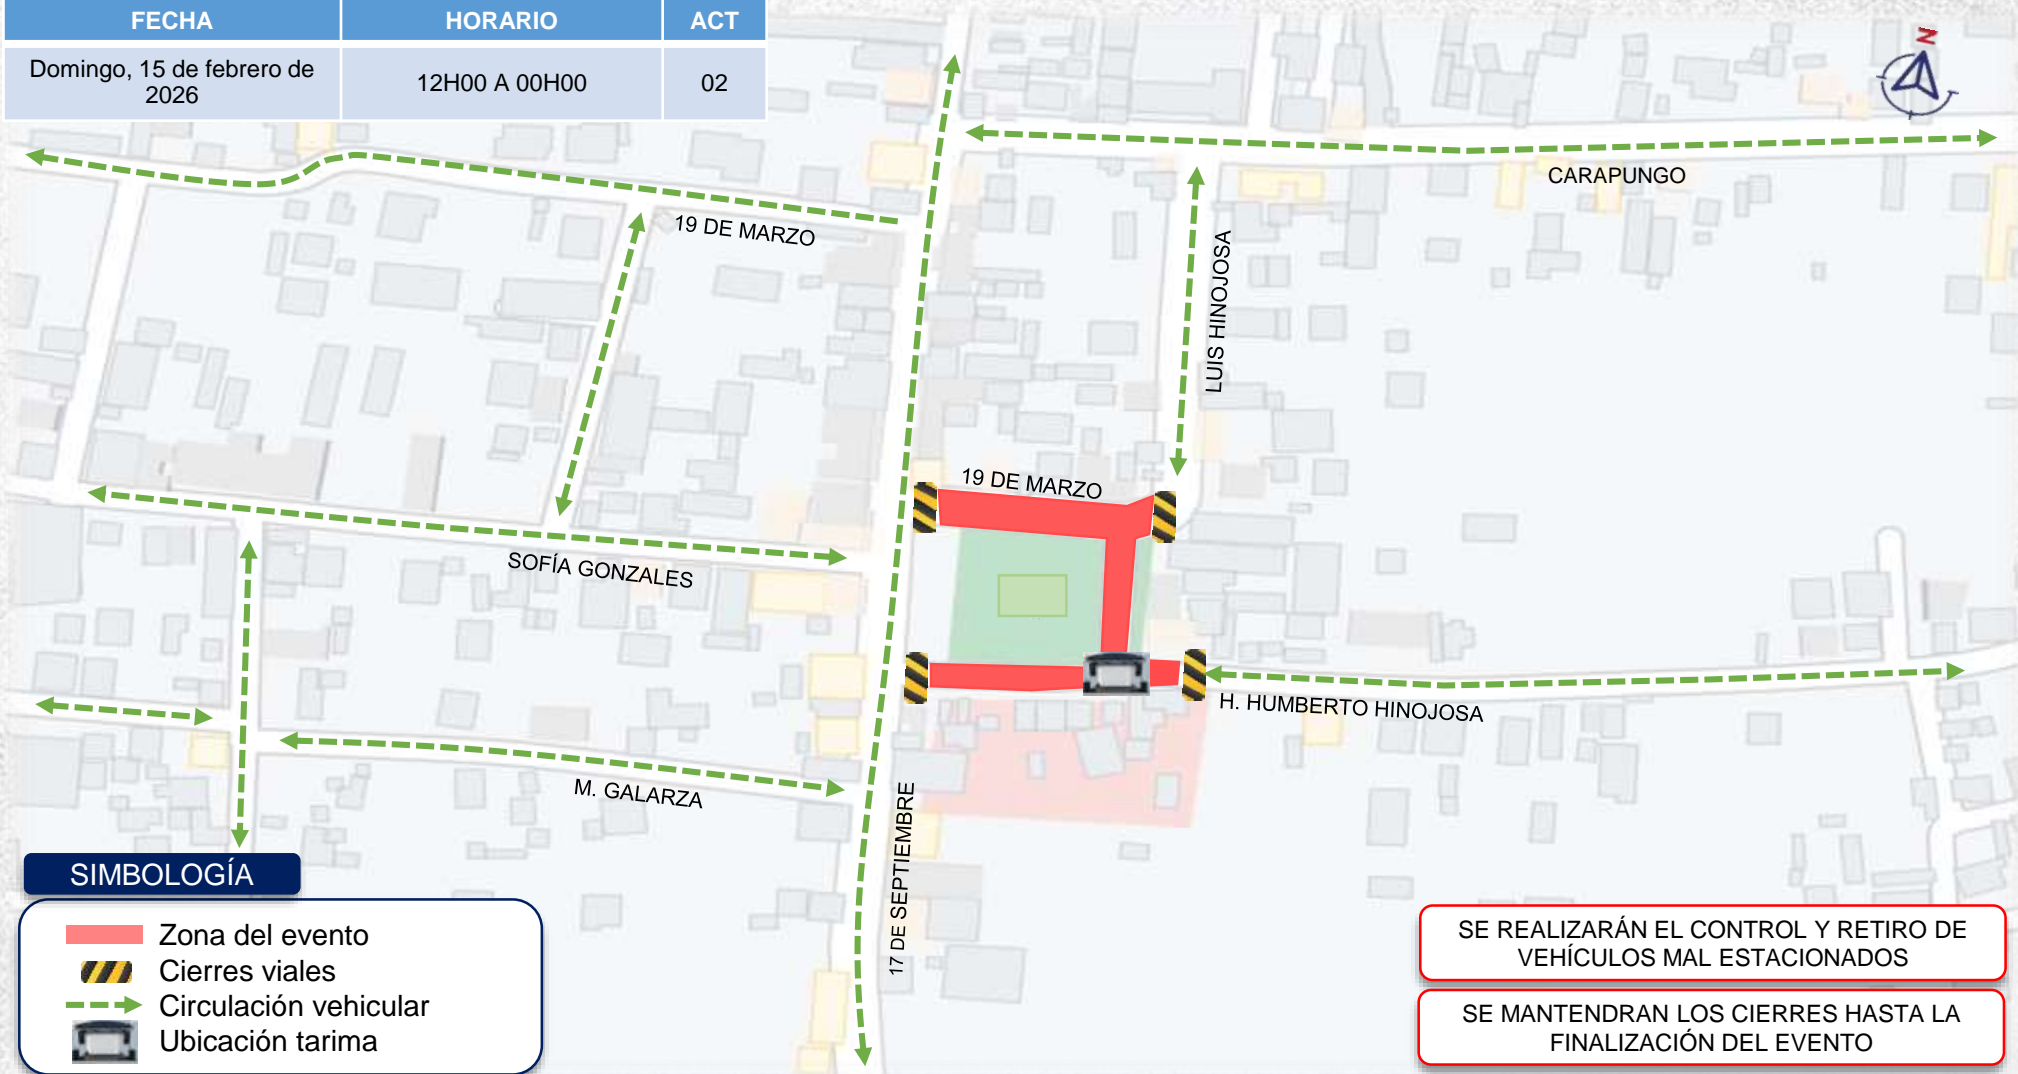 FECHA HORARIO ACT
Domingo, 15 de febrero de
2026
12H00 A 00H00
02
N
CARAPUNGO
19 DE MARZO
LUIS HINOJOSA
19 DE MARZO
SOFÍA GONZALES
H. HUMBERTO HINOJOSA
M. GALARZA
17 DE SEPTIEMBRE
SIMBOLOGÍA
Zona del evento
Cierres viales
Circulación vehicular
Ubicación tarima
SE REALIZARÁN EL CONTROL Y RETIRO DE
VEHÍCULOS MAL ESTACIONADOS
SE MANTENDRAN LOS CIERRES HASTA LA
FINALIZACIÓN DEL EVENTO